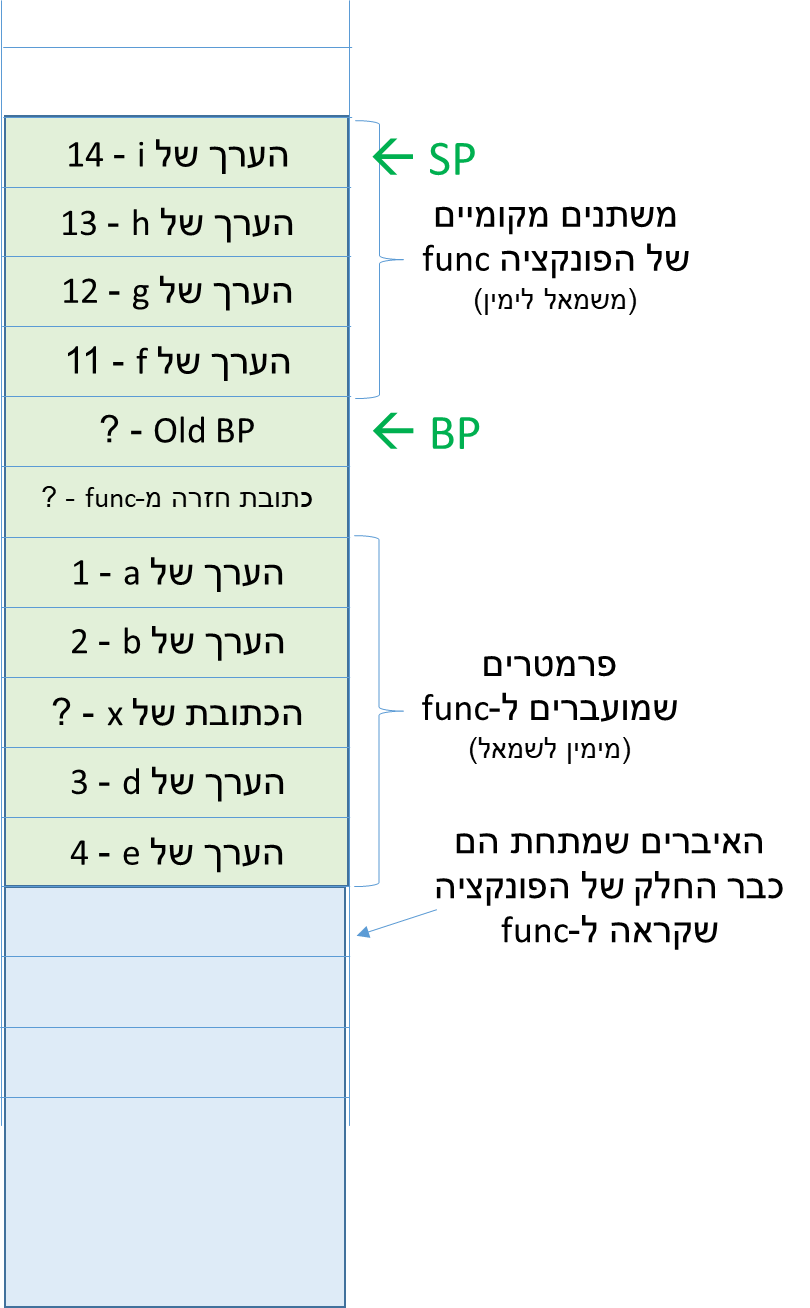 הערך של i - 14
SP
הערך של h - 13
משתנים מקומיים
של הפונקציה func
(משמאל לימין)
הערך של g - 12
הערך של f - 11
Old BP - ?
BP
כתובת חזרה מ-func - ?
הערך של a - 1
הערך של b - 2
פרמטרים
שמועברים ל-func
(מימין לשמאל)
הכתובת של x - ?
הערך של d - 3
הערך של e - 4
האיברים שמתחת הם
כבר החלק של הפונקציה
שקראה ל-func